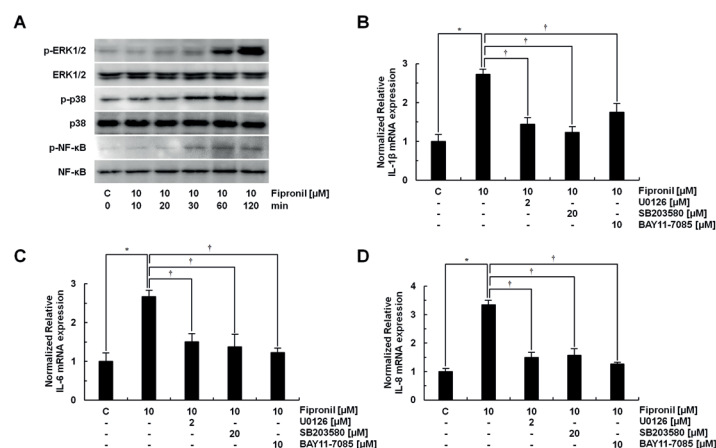 A
p-ERK1/2
ERK1/2
p-p38
p38
p-NF-κB
NF-κB
C 10 10 10 10 10 Fipronil [μM]
0 10 20 30 60 120 min
B
Normalized Relative
IL-1β mRNA expression
3
2
1
0
* † † †
C 10 10 10 10 Fipronil [μM]
- - 2 - - U0126 [μM]
- - - 20 - SB203580 [μM]
- - - - 10 BAY11-7085 [μM]
C
Normalized Relative
IL-6 mRNA expression
3
2
1
0
* † † †
C 10 10 10 10 Fipronil [μM]
- - 2 - - U0126 [μM]
- - - 20 - SB203580 [μM]
- - - - 10 BAY11-7085 [μM]
D
Normalized Relative
IL-8 mRNA expression
4
3
2
1
0
* † † †
C 10 10 10 10 Fipronil [μM]
- - 2 - - U0126 [μM]
- - - 20 - SB203580 [μM]
- - - - 10 BAY11-7085 [μM]